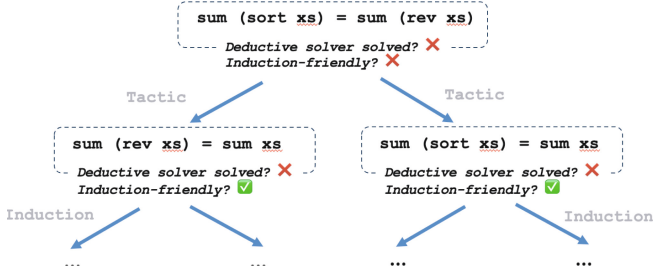 sum (sort xs) = sum (rev xs)
Deductive solver solved? ❌
Induction-friendly? ❌
Tactic
Tactic
sum (rev xs) = sum xs
Deductive solver solved? ❌
Induction-friendly? ✅
sum (sort xs) = sum xs
Deductive solver solved? ❌
Induction-friendly? ✅
Induction
Induction
...
...
...
...